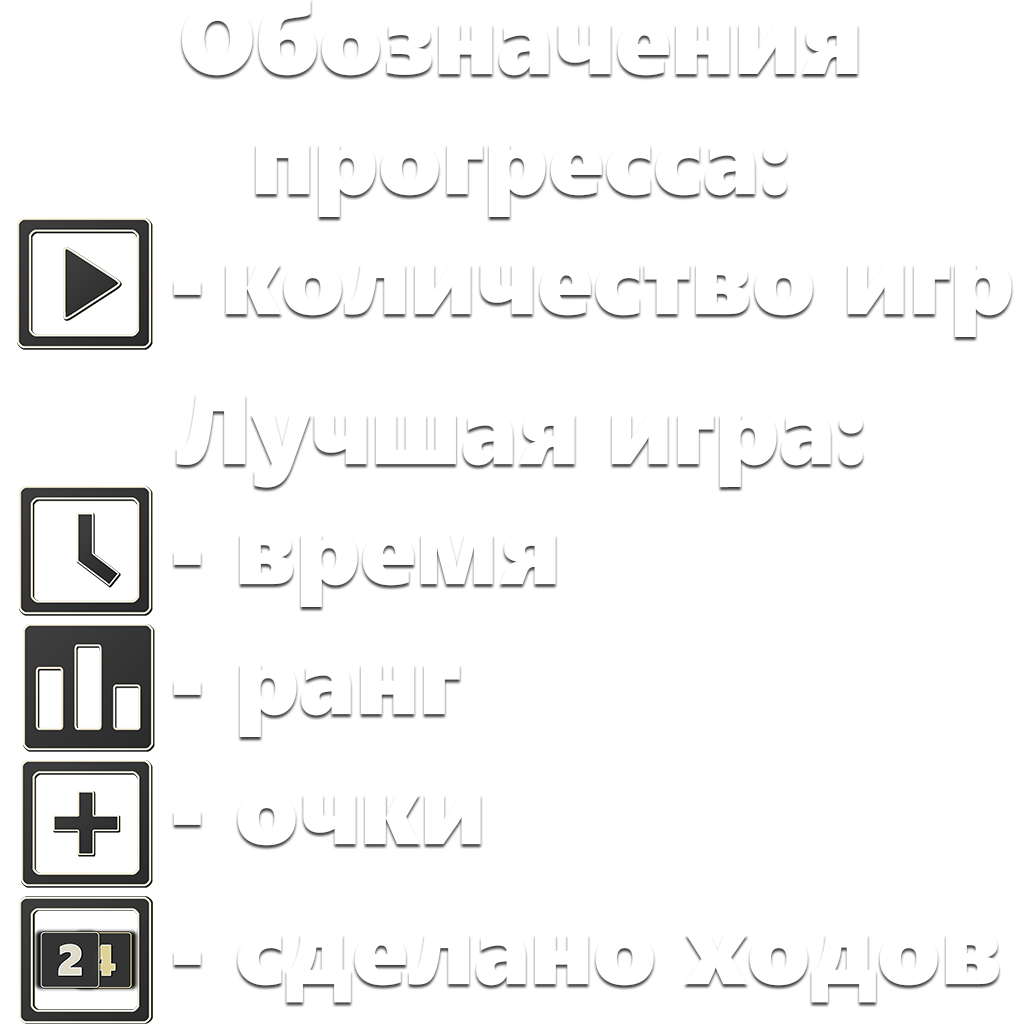 Обозначения
прогресса:
- количество игр
Лучшая игра:
- время
- ранг
- очки
24 - сделано ходов